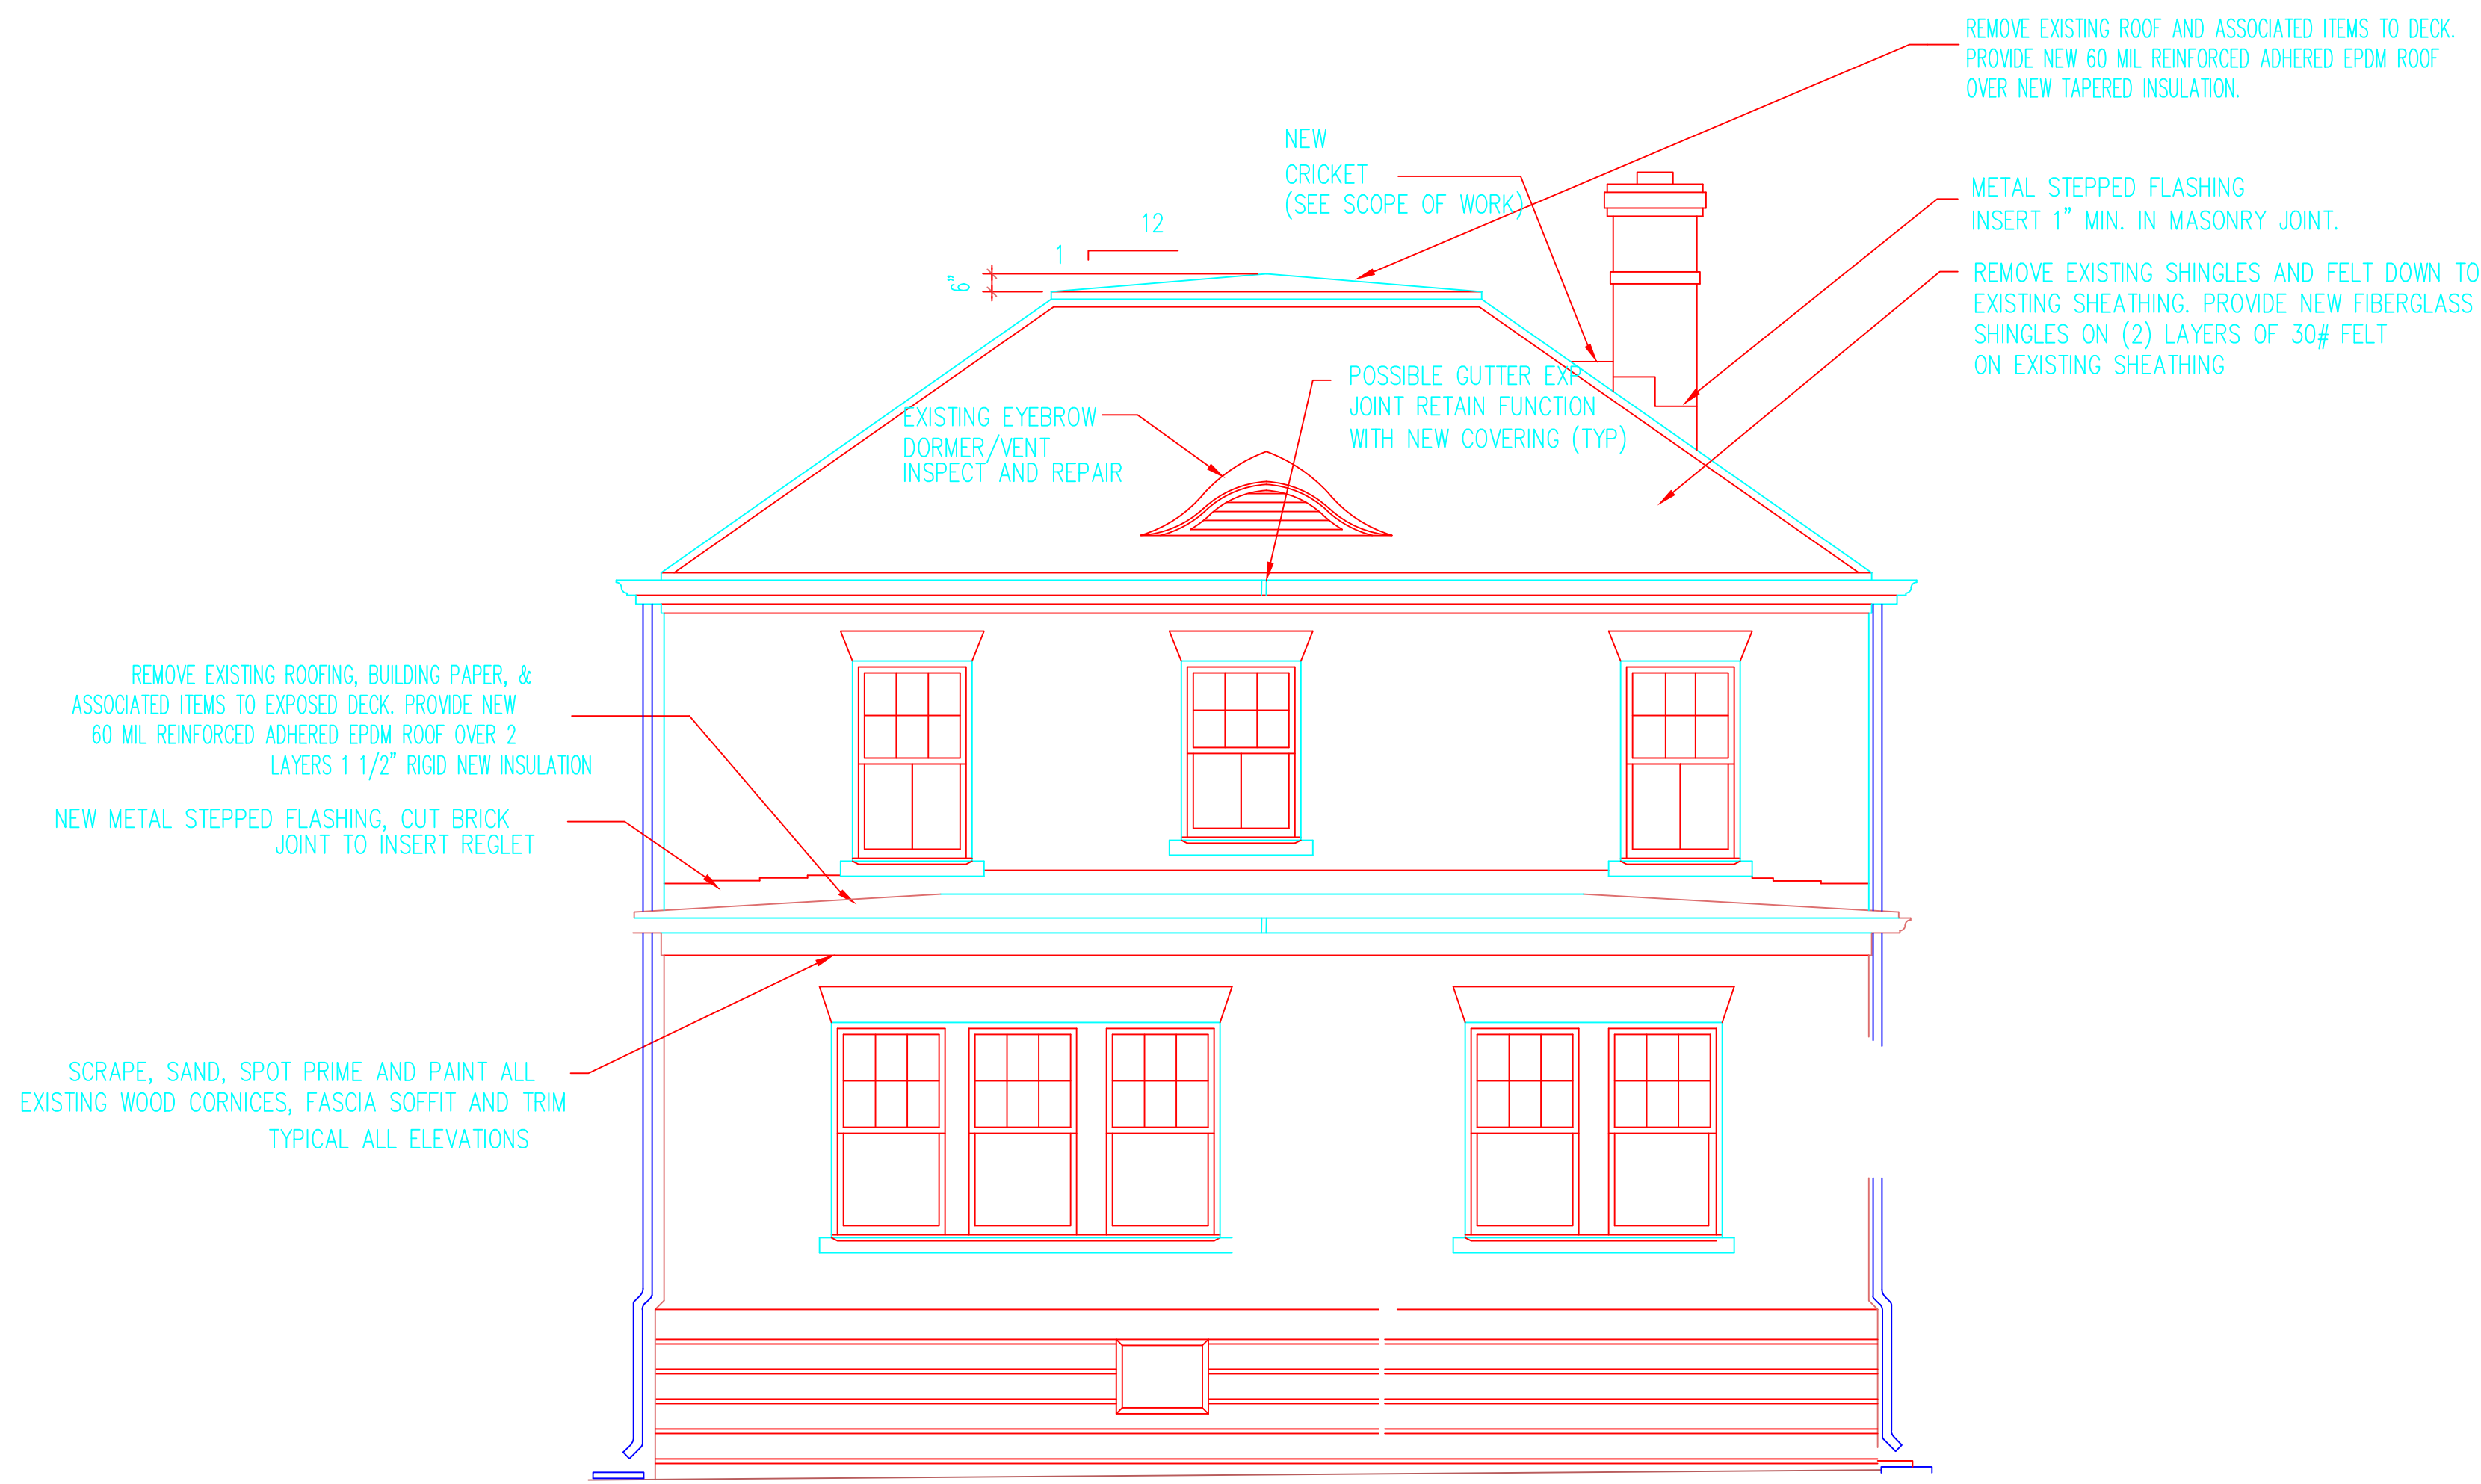 REMOVE EXISTING ROOF AND ASSOCIATED ITEMS TO DECK.
PROVIDE NEW 60 MIL REINFORCED ADHERED EPDM ROOF
OVER NEW TAPERED INSULATION.
NEW
CRICKET
(SEE SCOPE OF WORK)
METAL STEPPED FLASHING
INSERT 1" MIN. IN MASONRY JOINT.
12
1
6"
REMOVE EXISTING SHINGLES AND FELT DOWN TO
EXISTING SHEATHING. PROVIDE NEW FIBERGLASS
SHINGLES ON (2) LAYERS OF 30# FELT
ON EXISTING SHEATHING
POSSIBLE GUTTER EXP
JOINT RETAIN FUNCTION
WITH NEW COVERING (TYP)
EXISTING EYEBROW
DORMER/VENT
INSPECT AND REPAIR
REMOVE EXISTING ROOFING, BUILDING PAPER, &
ASSOCIATED ITEMS TO EXPOSED DECK. PROVIDE NEW
60 MIL REINFORCED ADHERED EPDM ROOF OVER 2
LAYERS 1 1/2" RIGID NEW INSULATION
NEW METAL STEPPED FLASHING, CUT BRICK
JOINT TO INSERT REGLET
SCRAPE, SAND, SPOT PRIME AND PAINT ALL
EXISTING WOOD CORNICES, FASCIA SOFFIT AND TRIM
TYPICAL ALL ELEVATIONS